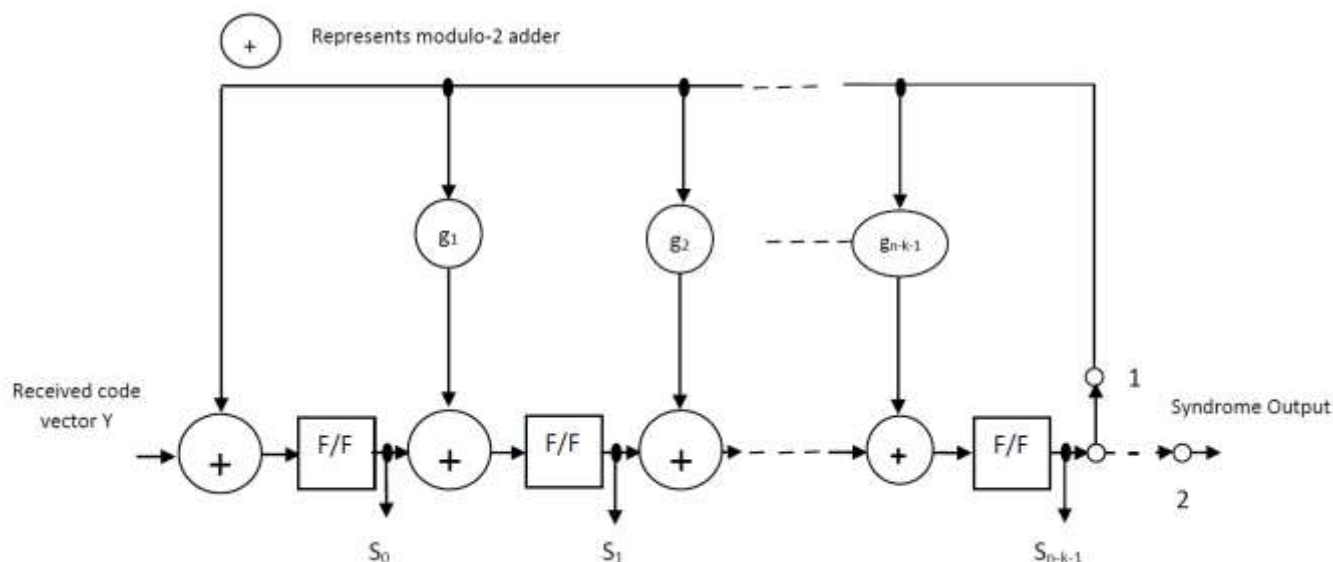 +
Represents modulo-2 adder
g₁
g₂
gₙ₋ₖ₋₁
1
Received code
vector Y
Syndrome Output
+
F/F
+
F/F
+
+
F/F
2
S₀
S₁
Sₙ₋ₖ₋₁